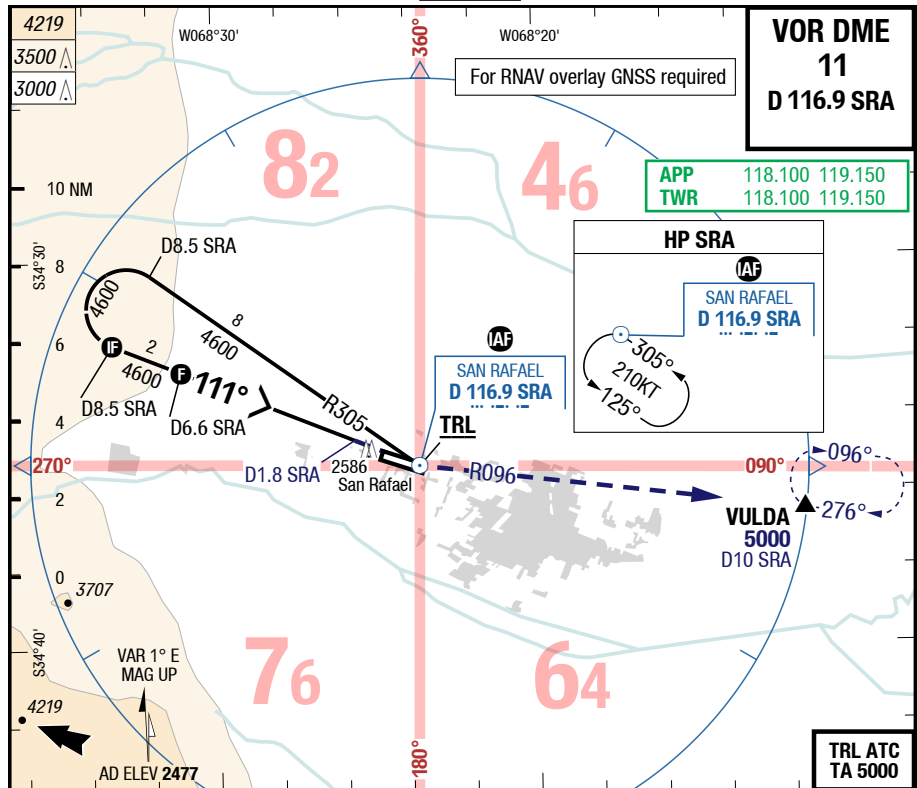 4219
3500
3000
W068°30'
360°
W068°20'
For RNAV overlay GNSS required
VOR DME
11
D 116.9 SRA
82
46
APP 118.100 119.150
TWR 118.100 119.150
10 NM
HP SRA
IAF
SAN RAFAEL
D 116.9 SRA
305°
210KT
125°
S34°30'
D8.5 SRA
8
4600
8
4600
6
IF
2
4600
F
111°
D8.5 SRA
D6.6 SRA
R305
IAF
SAN RAFAEL
D 116.9 SRA
TRL
4
270°
D1.8 SRA
2586
San Rafael
R096
090°
096°
276°
VULDA
5000
D10 SRA
2
0
3707
S34°40'
VAR 1° E
MAG UP
76
64
4219
AD ELEV 2477
180°
TRL ATC
TA 5000